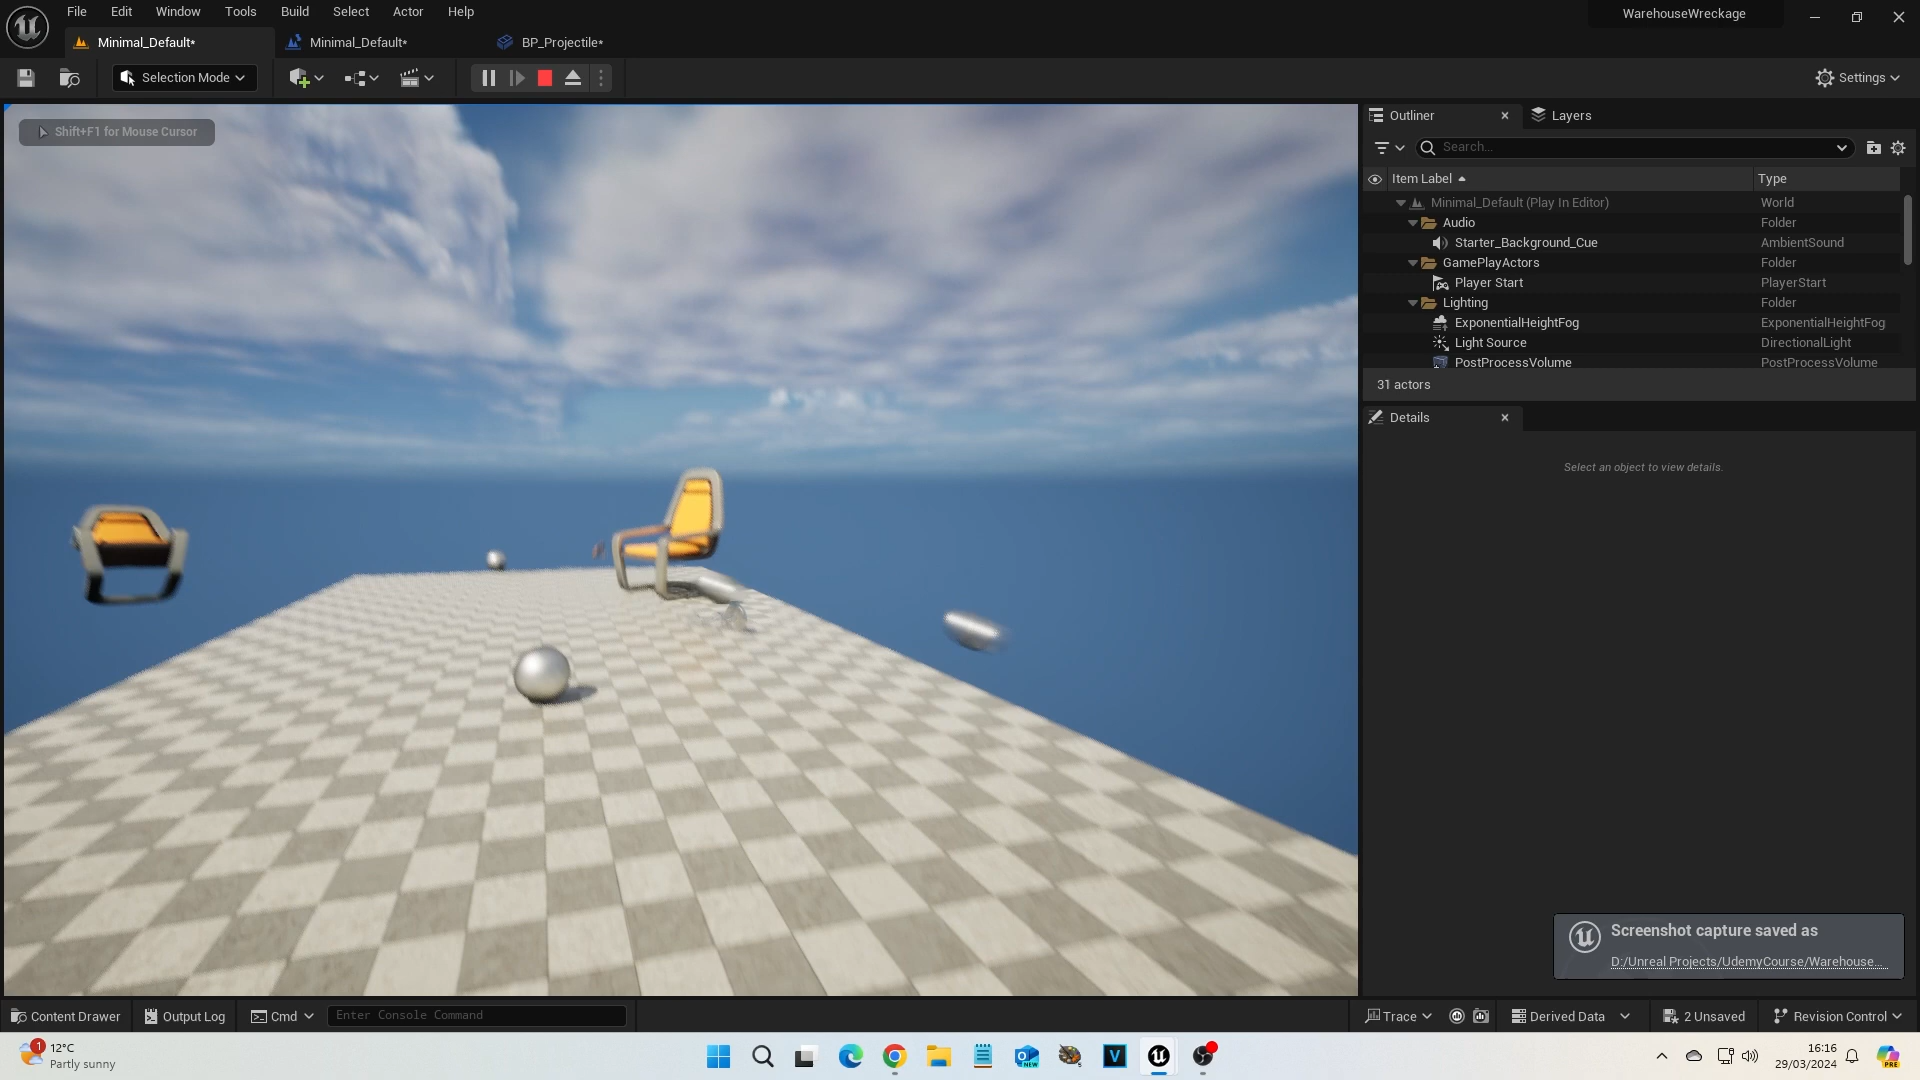 File Edit Window Tools Build Select Actor Help
WarehouseWreckage
Minimal_Default*
Minimal_Default*
BP_Projectile*
Selection Mode
Settings
Shift+F1 for Mouse Cursor
Outliner
Layers
Search...
Item Label
Type
Minimal_Default (Play In Editor) World
Audio Folder
Starter_Background_Cue AmbientSound
GamePlayActors Folder
Player Start PlayerStart
Lighting Folder
ExponentialHeightFog ExponentialHeightFog
Light Source DirectionalLight
PostProcessVolume PostProcessVolume
31 actors
Details
Select an object to view details.
Screenshot capture saved as
D:/Unreal Projects/UdemyCourse/Warehouse...
Content Drawer
Output Log
Cmd
Enter Console Command
Trace
Derived Data
2 Unsaved
Revision Control
1
12°C
Partly sunny
NEW
V
PRE
16:16
29/03/2024